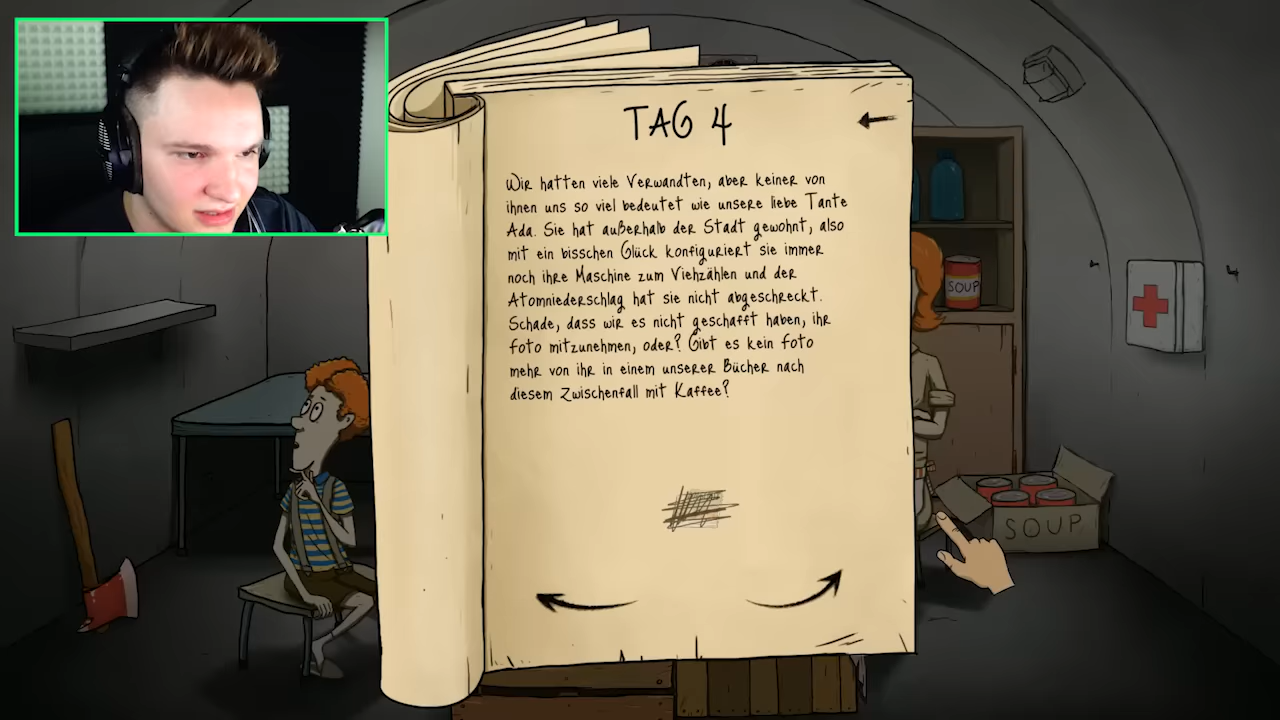 TAG 4
Wir hatten viele Verwandten, aber keiner von
ihnen uns so viel bedeutet wie unsere liebe Tante
Ada. Sie hat außerhalb der Stadt gewohnt, also
mit ein bisschen Glück konfiguriert sie immer
noch ihre Maschine zum Viehzählen und der
Atomniederschlag hat sie nicht abgeschreckt.
Schade, dass wir es nicht geschafft haben, ihr
foto mitzunehmen, oder? Gibt es kein foto
mehr von ihr in einem unserer Bücher nach
diesem Zwischenfall mit Kaffee?
SOUP
SOUP